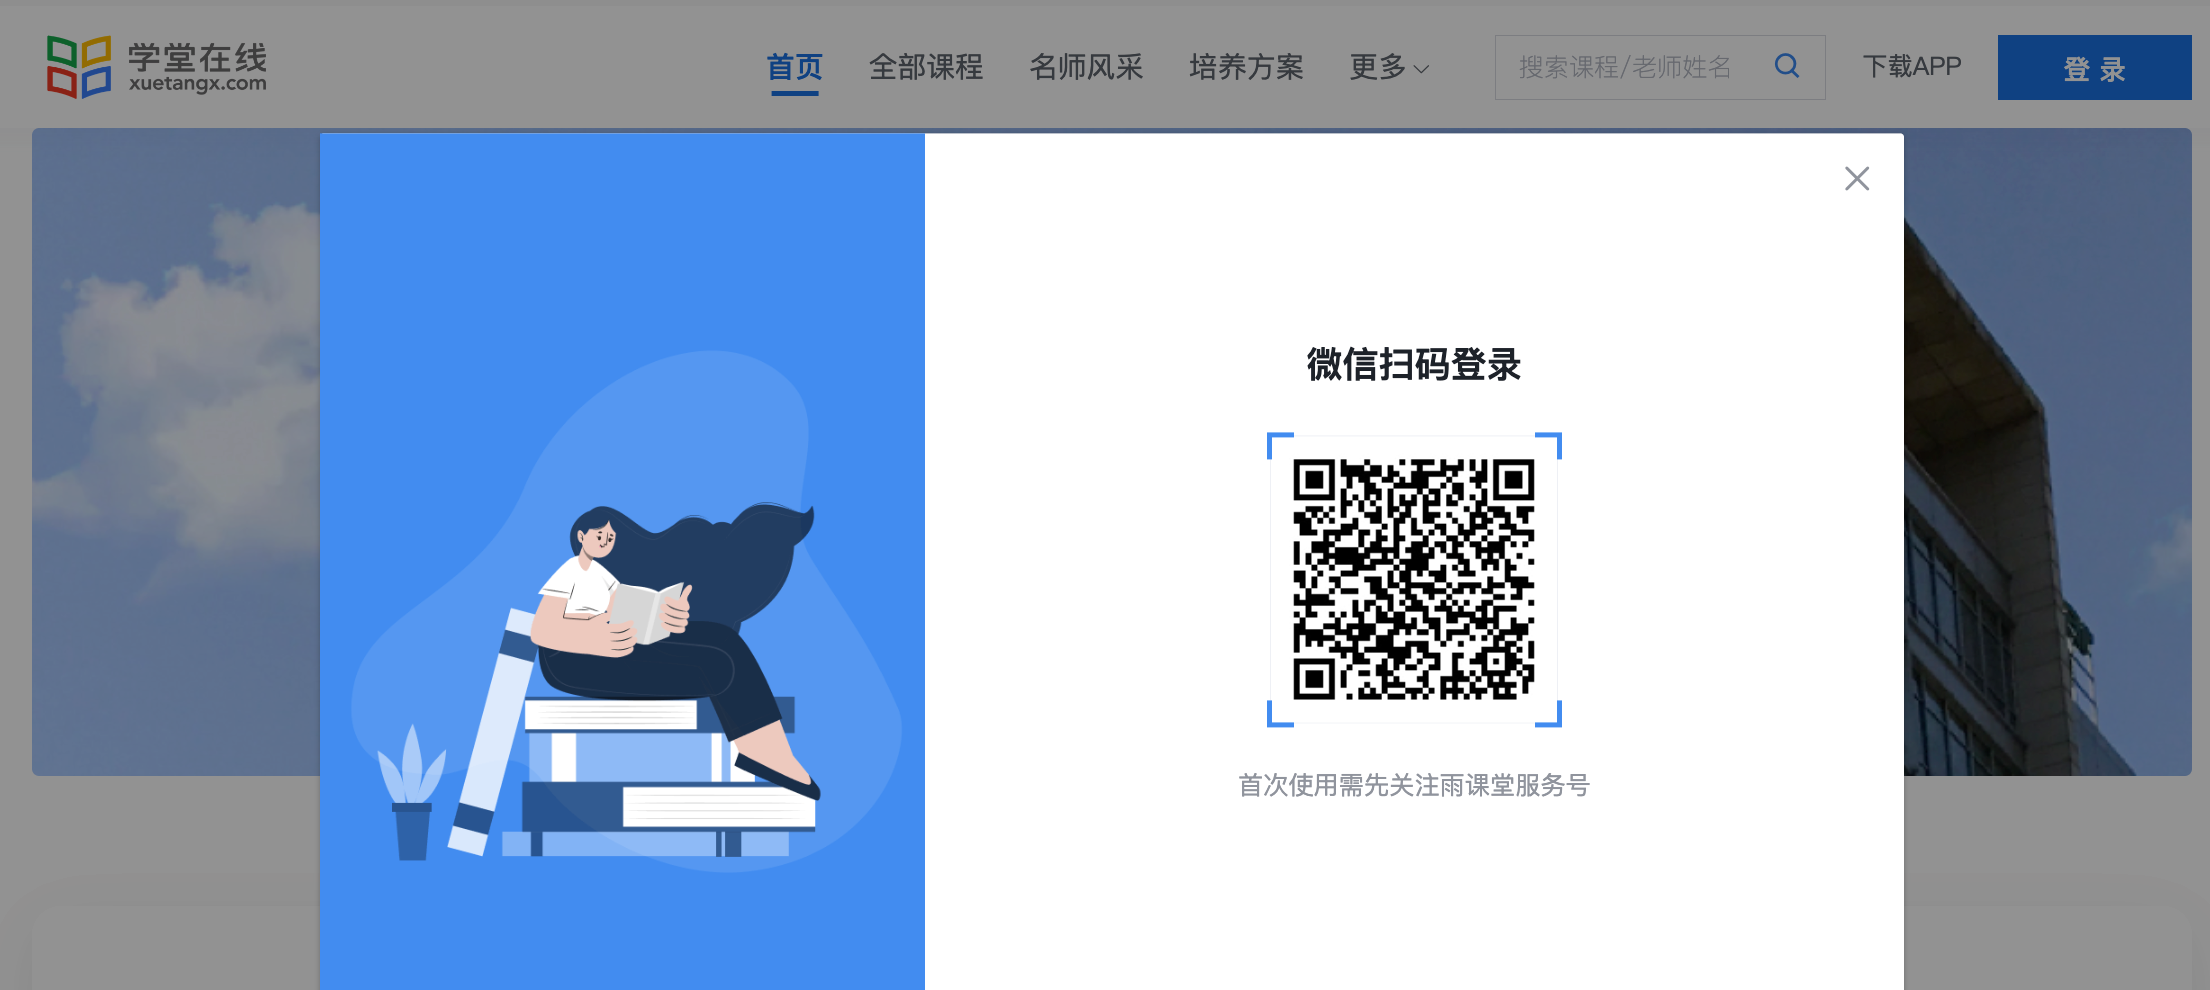 学堂在线
xuetangx.com
首页
全部课程
名师风采
培养方案
更多
搜索课程/老师姓名
下载APP
登录
微信扫码登录
首次使用需先关注雨课堂服务号